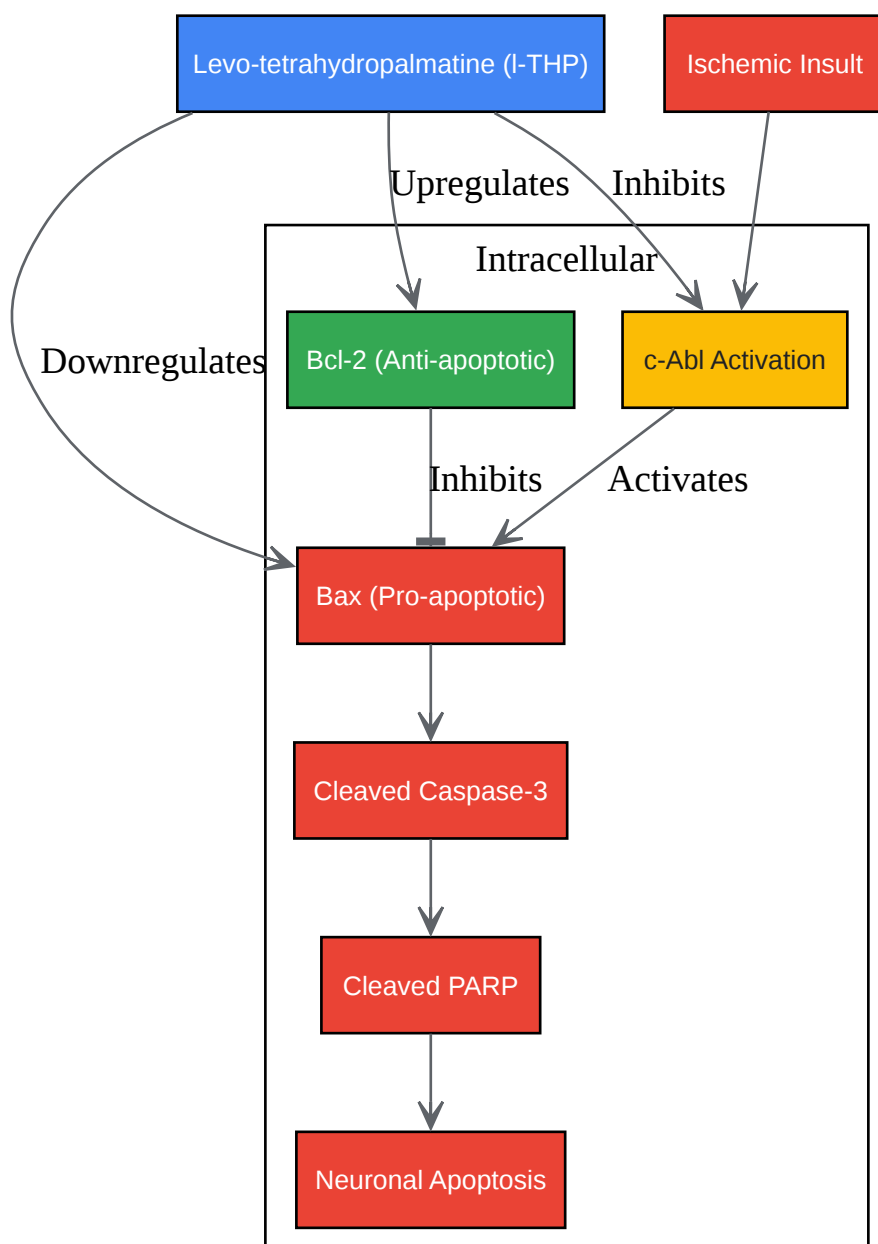 Levo-tetrahydropalmatine (l-THP)
Ischemic Insult
Upregulates
Inhibits
Intracellular
Downregulates
Bcl-2 (Anti-apoptotic)
c-Abl Activation
Inhibits
Activates
Bax (Pro-apoptotic)
Cleaved Caspase-3
Cleaved PARP
Neuronal Apoptosis